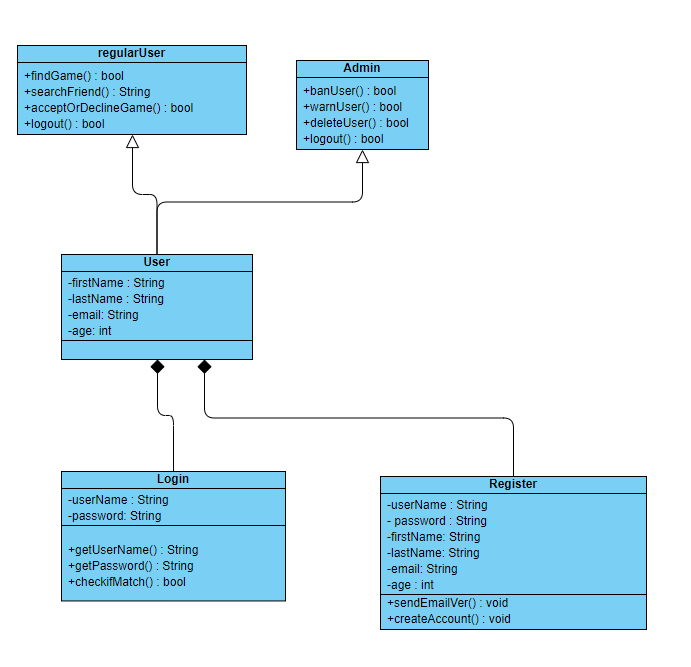 regularUser
+findGame() : bool
+searchFriend() : String
+acceptOrDeclineGame() : bool
+logout() : bool
Admin
+banUser() : bool
+warnUser() : bool
+deleteUser() : bool
+logout() : bool
User
-firstName : String
-lastName : String
-email: String
-age: int
Login
-userName : String
-password: String
+getUserName() : String
+getPassword() : String
+checkifMatch() : bool
Register
-userName : String
- password : String
-firstName: String
-lastName: String
-email: String
-age : int
+sendEmailVer() : void
+createAccount() : void